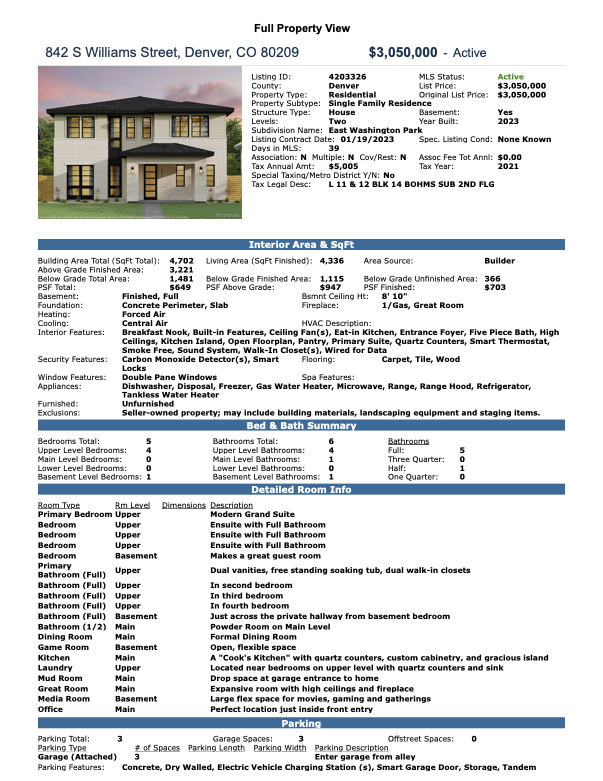 Full Property View
842 S Williams Street, Denver, CO 80209 $3,050,000 - Active
Listing ID: 4203326 MLS Status: Active
County: Denver List Price: $3,050,000
Property Type: Residential Original List Price: $3,050,000
Property Subtype: Single Family Residence
Structure Type: House Basement: Yes
Levels: Two Year Built: 2023
Subdivision Name: East Washington Park
Listing Contract Date: 01/19/2023 Spec. Listing Cond: None Known
Days in MLS: 39
Association: N Multiple: N Cov/Rest: N Assoc Fee Tot Annl: $0.00
Tax Annual Amt: $5,005 Tax Year: 2021
Special Taxing/Metro District Y/N: No
Tax Legal Desc: L 11 & 12 BLK 14 BOHMS SUB 2ND FLG
Interior Area & SqFt
Building Area Total (SqFt Total): 4,702 Living Area (SqFt Finished): 4,336 Area Source: Builder
Above Grade Finished Area: 3,221
Below Grade Total Area: 1,481 Below Grade Finished Area: 1,115 Below Grade Unfinished Area: 366
PSF Total: $649 PSF Above Grade: $947 PSF Finished: $703
Basement: Finished, Full Bsmnt Ceiling Ht: 8' 10"
Foundation: Concrete Perimeter, Slab Fireplace: 1/Gas, Great Room
Heating: Forced Air
Cooling: Central Air HVAC Description:
Interior Features: Breakfast Nook, Built-in Features, Ceiling Fan(s), Eat-in Kitchen, Entrance Foyer, Five Piece Bath, High
Ceilings, Kitchen Island, Open Floorplan, Pantry, Primary Suite, Quartz Counters, Smart Thermostat,
Smoke Free, Sound System, Walk-In Closet(s), Wired for Data
Security Features: Carbon Monoxide Detector(s), Smart Flooring: Carpet, Tile, Wood
Locks
Window Features: Double Pane Windows Spa Features:
Appliances: Dishwasher, Disposal, Freezer, Gas Water Heater, Microwave, Range, Range Hood, Refrigerator,
Tankless Water Heater
Furnished: Unfurnished
Exclusions: Seller-owned property; may include building materials, landscaping equipment and staging items.
Bed & Bath Summary
Bedrooms Total: 5 Bathrooms Total: 6 Bathrooms
Upper Level Bedrooms: 4 Upper Level Bathrooms: 4 Full: 5
Main Level Bedrooms: 0 Main Level Bathrooms: 1 Three Quarter: 0
Lower Level Bedrooms: 0 Lower Level Bathrooms: 0 Half: 1
Basement Level Bedrooms: 1 Basement Level Bathrooms: 1 One Quarter: 0
Detailed Room Info
Room Type Rm Level Dimensions Description
Primary Bedroom Upper Modern Grand Suite
Bedroom Upper Ensuite with Full Bathroom
Bedroom Upper Ensuite with Full Bathroom
Bedroom Upper Ensuite with Full Bathroom
Bedroom Basement Makes a great guest room
Primary
Bathroom (Full) Upper Dual vanities, free standing soaking tub, dual walk-in closets
Bathroom (Full) Upper In second bedroom
Bathroom (Full) Upper In third bedroom
Bathroom (Full) Upper In fourth bedroom
Bathroom (Full) Basement Just across the private hallway from basement bedroom
Bathroom (1/2) Main Powder Room on Main Level
Dining Room Main Formal Dining Room
Game Room Basement Open, flexible space
Kitchen Main A "Cook's Kitchen" with quartz counters, custom cabinetry, and gracious island
Laundry Upper Located near bedrooms on upper level with quartz counters and sink
Mud Room Main Drop space at garage entrance to home
Great Room Main Expansive room with high ceilings and fireplace
Media Room Basement Large flex space for movies, gaming and gatherings
Office Main Perfect location just inside front entry
Parking
Parking Total: 3 Garage Spaces: 3 Offstreet Spaces: 0
Parking Type # of Spaces Parking Length Parking Width Parking Description
Garage (Attached) 3 Enter garage from alley
Parking Features: Concrete, Dry Walled, Electric Vehicle Charging Station (s), Smart Garage Door, Storage, Tandem